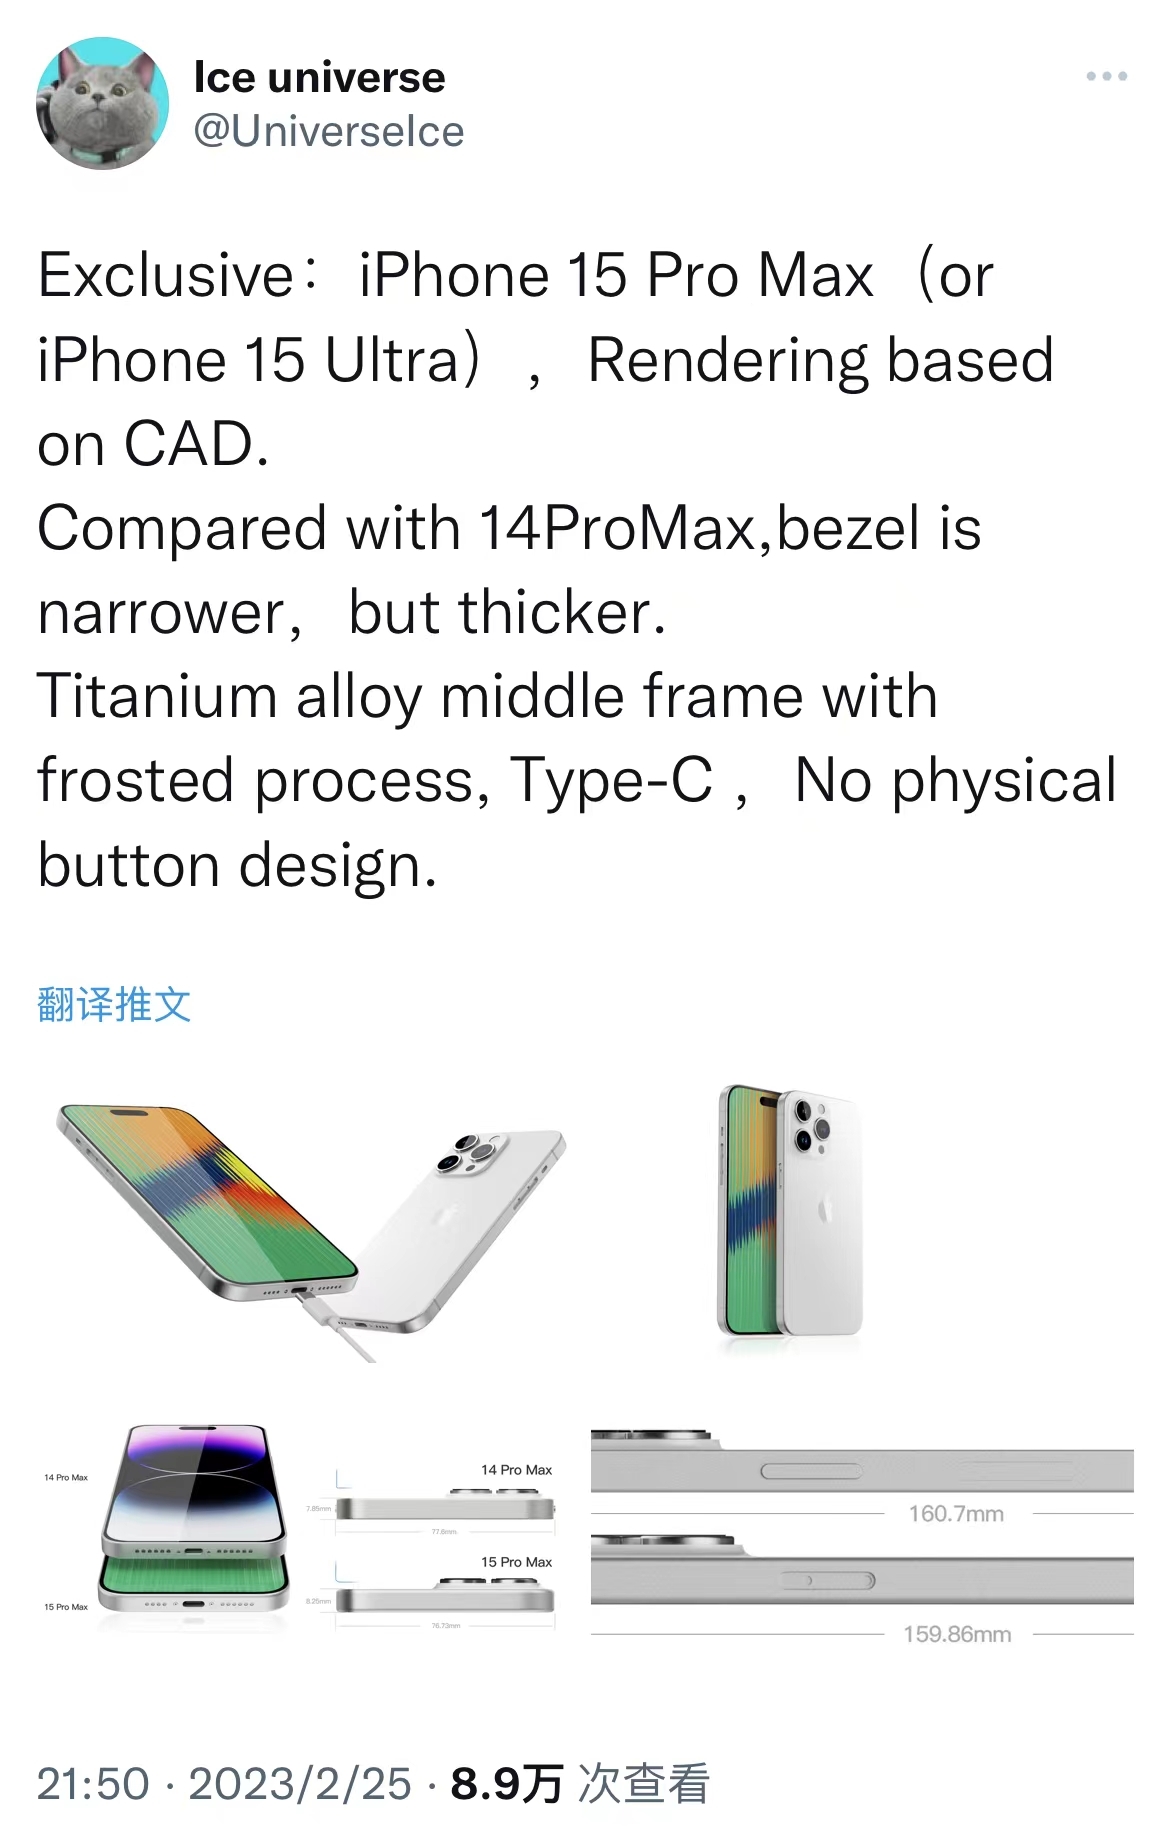 Ice universe
@UniverseIce
Exclusive：iPhone 15 Pro Max（or
iPhone 15 Ultra），Rendering based
on CAD.
Compared with 14ProMax,bezel is
narrower，but thicker.
Titanium alloy middle frame with
frosted process, Type-C，No physical
button design.
翻译推文
14 Pro Max
15 Pro Max
14 Pro Max
7.85mm
77.6mm
15 Pro Max
8.25mm
76.73mm
160.7mm
159.86mm
21:50 · 2023/2/25 · 8.9万 次查看